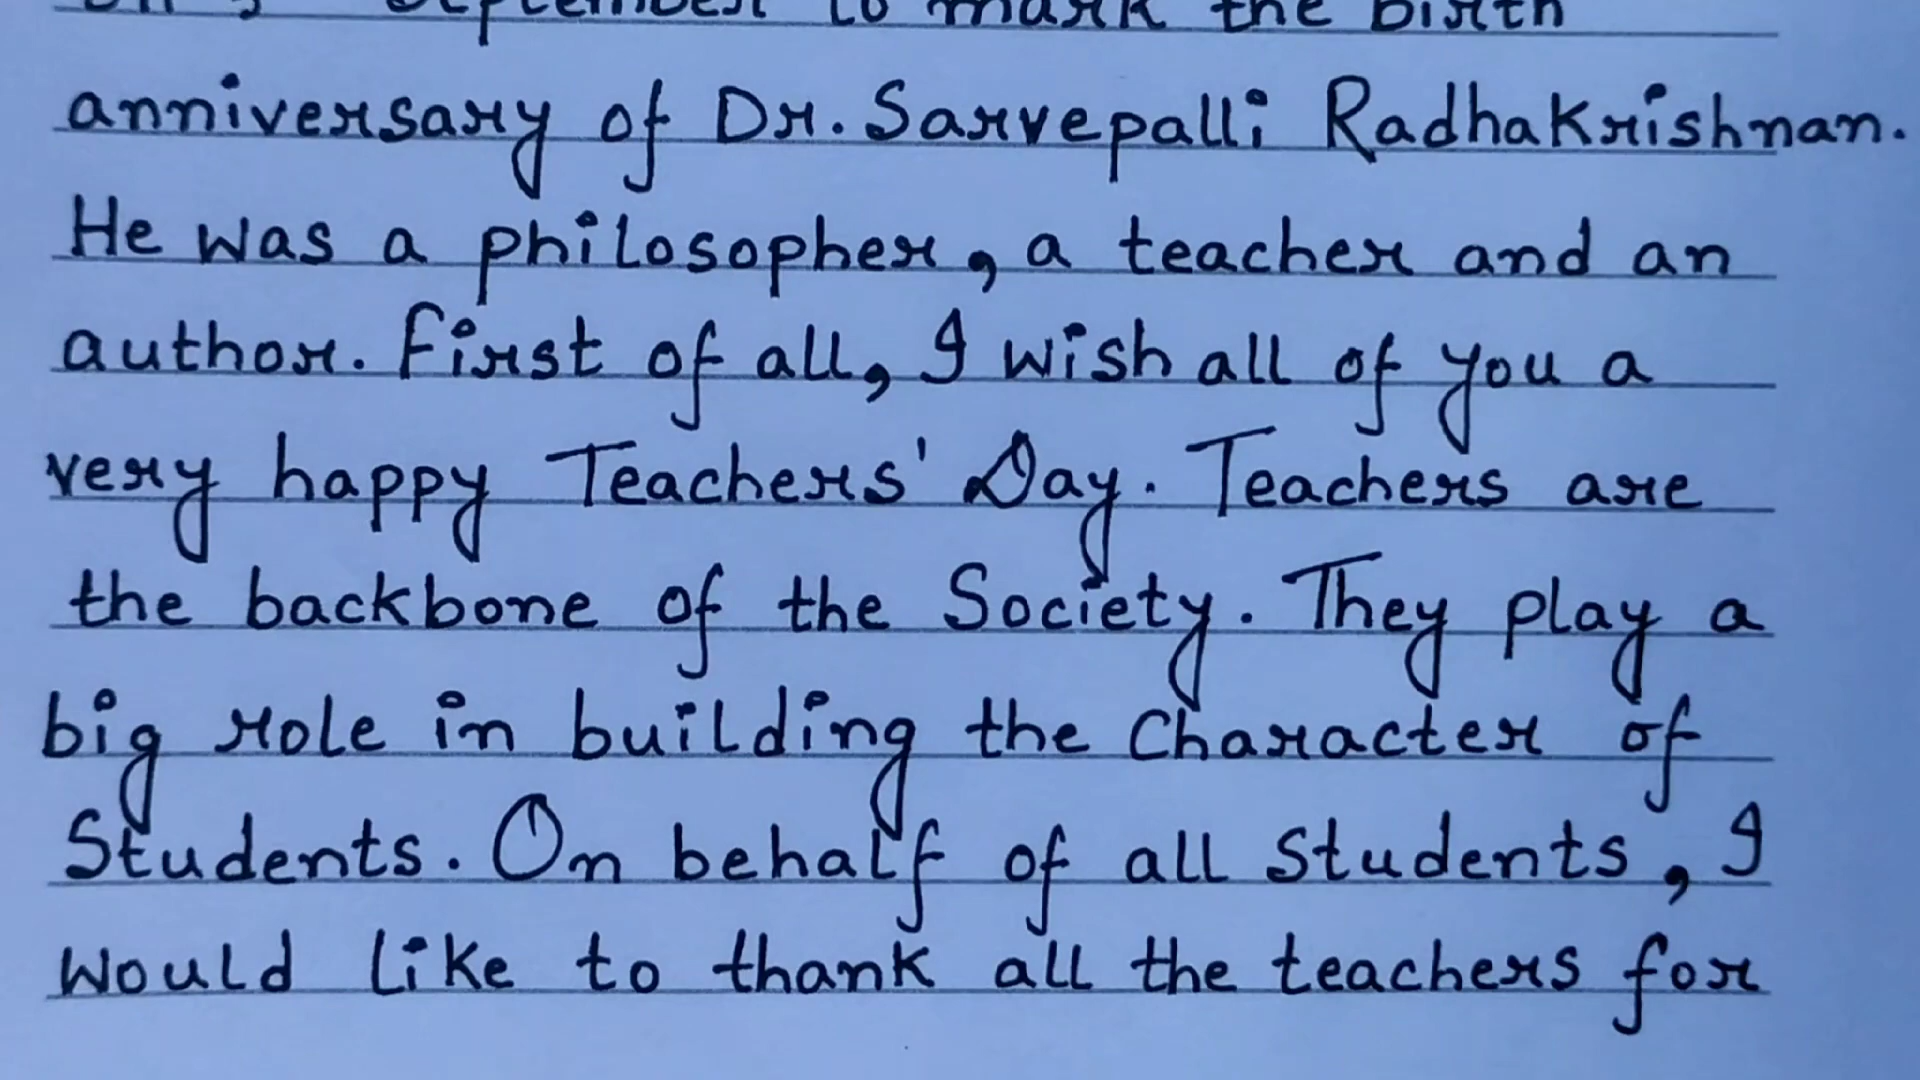 September to mark the birth
anniversary of Dr. Sarvepalli Radhakrishnan.
He was a philosopher, a teacher and an
author. First of all, I wish all of you a
very happy Teachers' Day. Teachers are
the backbone of the Society. They play a
big role in building the Character of
Students. On behalf of all Students, I
would like to thank all the teachers for